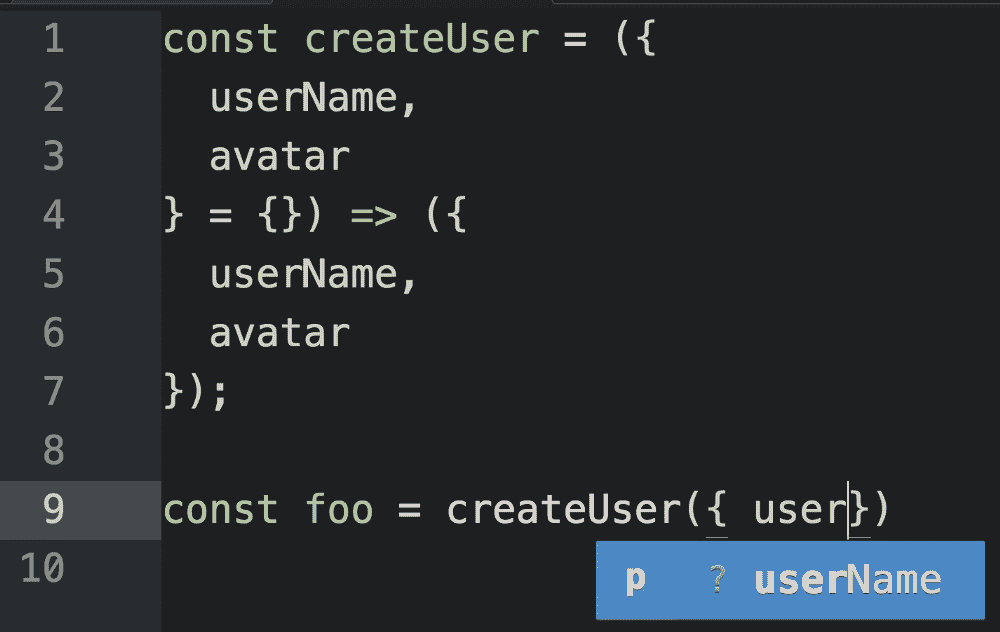 1 const createUser = ({
2   userName,
3   avatar
4 } = {}) => ({
5   userName,
6   avatar
7 });
8
9 const foo = createUser({ user})
p ? userName
10